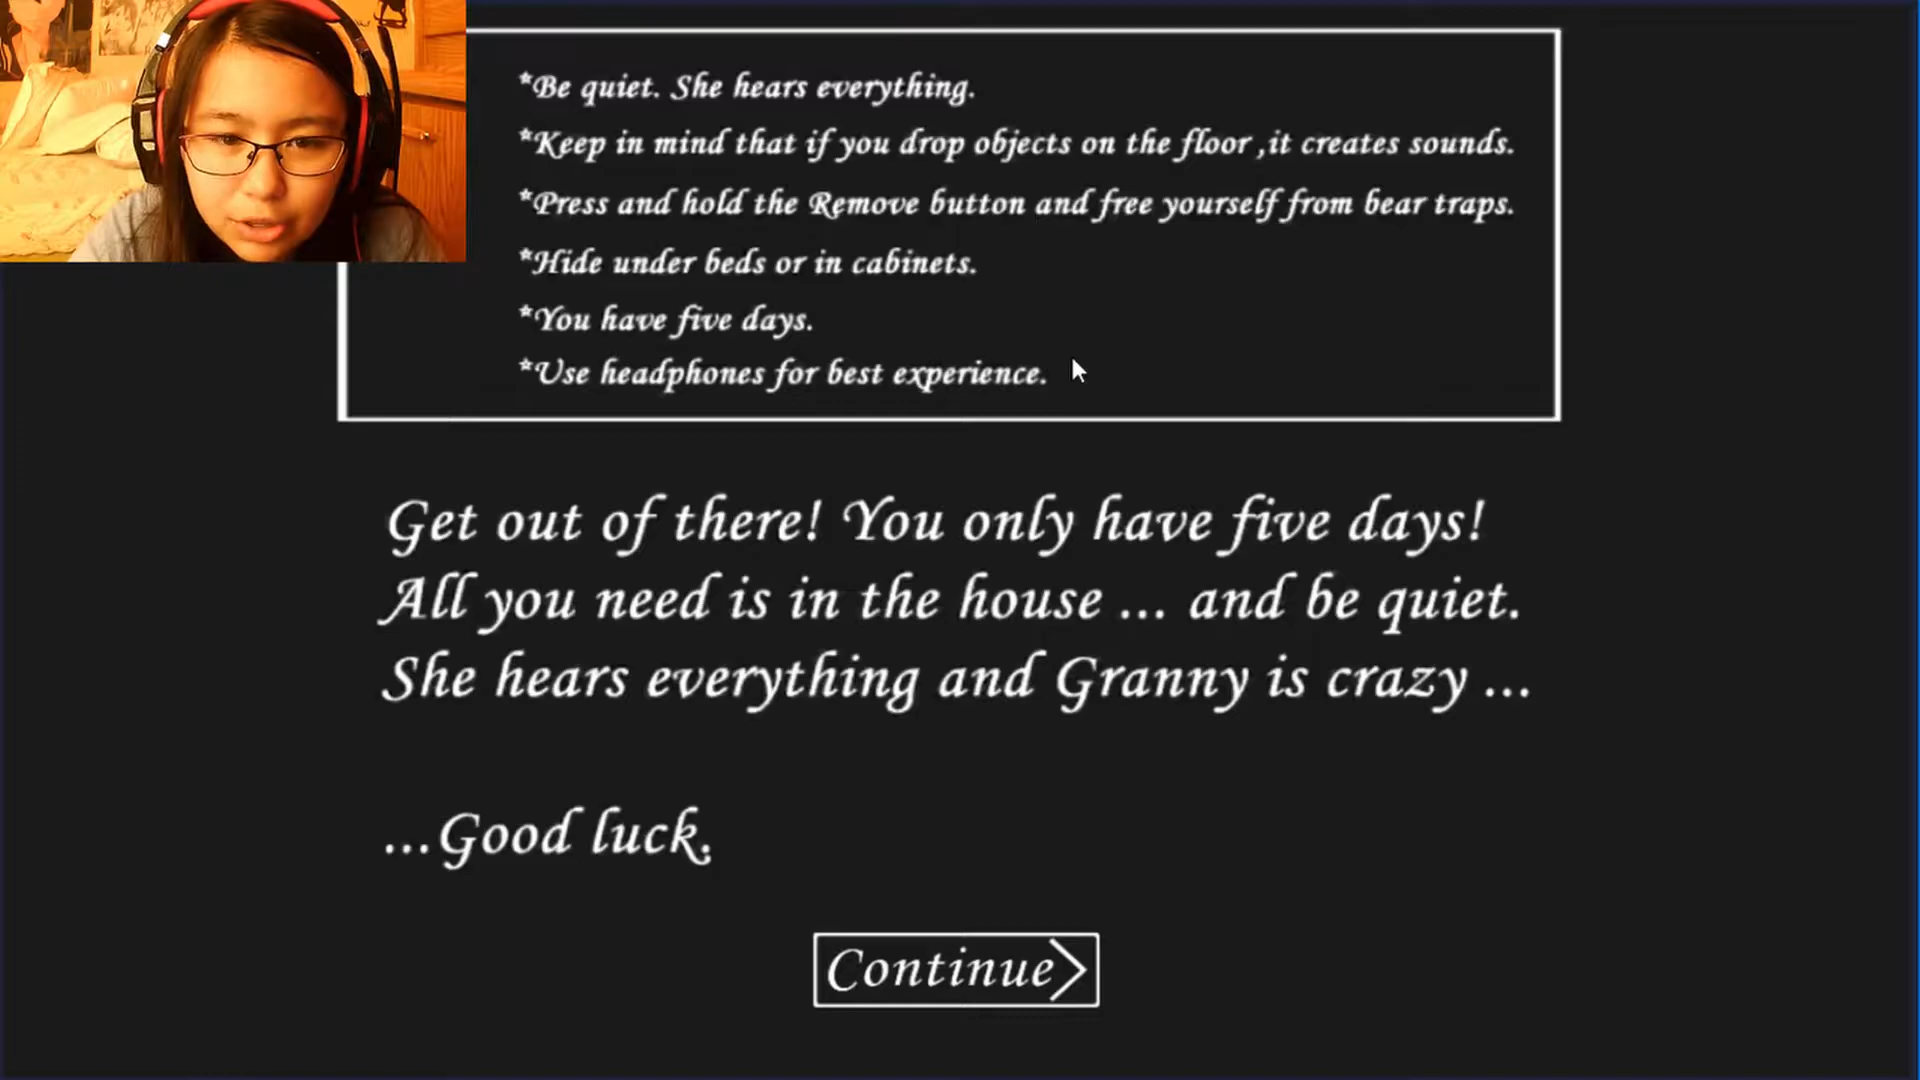 *Be quiet. She hears everything.
*Keep in mind that if you drop objects on the floor ,it creates sounds.
*Press and hold the Remove button and free yourself from bear traps.
*Hide under beds or in cabinets.
*You have five days.
*Use headphones for best experience.
Get out of there! You only have five days!
All you need is in the house ... and be quiet.
She hears everything and Granny is crazy ...
...Good luck.
Continue>